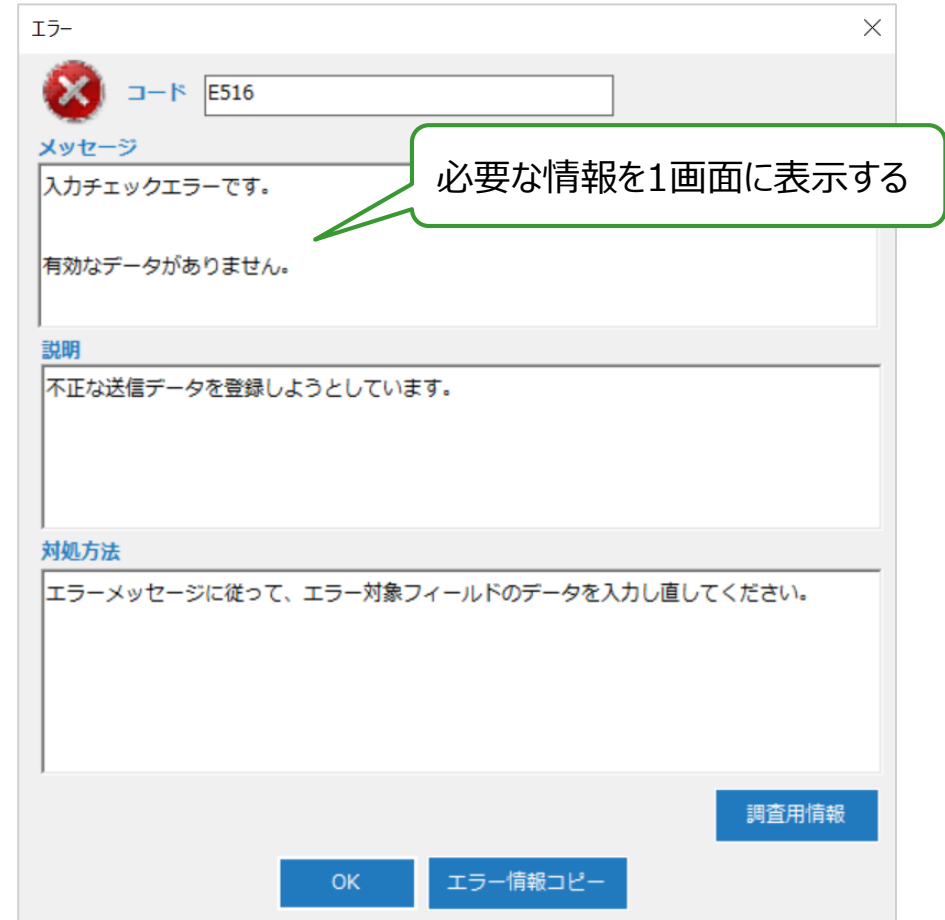 エラー
コード E516
メッセージ
必要な情報を1画面に表示する
入力チェックエラーです。
有効なデータがありません。
説明
不正な送信データを登録しようとしています。
対処方法
エラーメッセージに従って、エラー対象フィールドのデータを入力し直してください。
調査用情報
OK エラー情報コピー